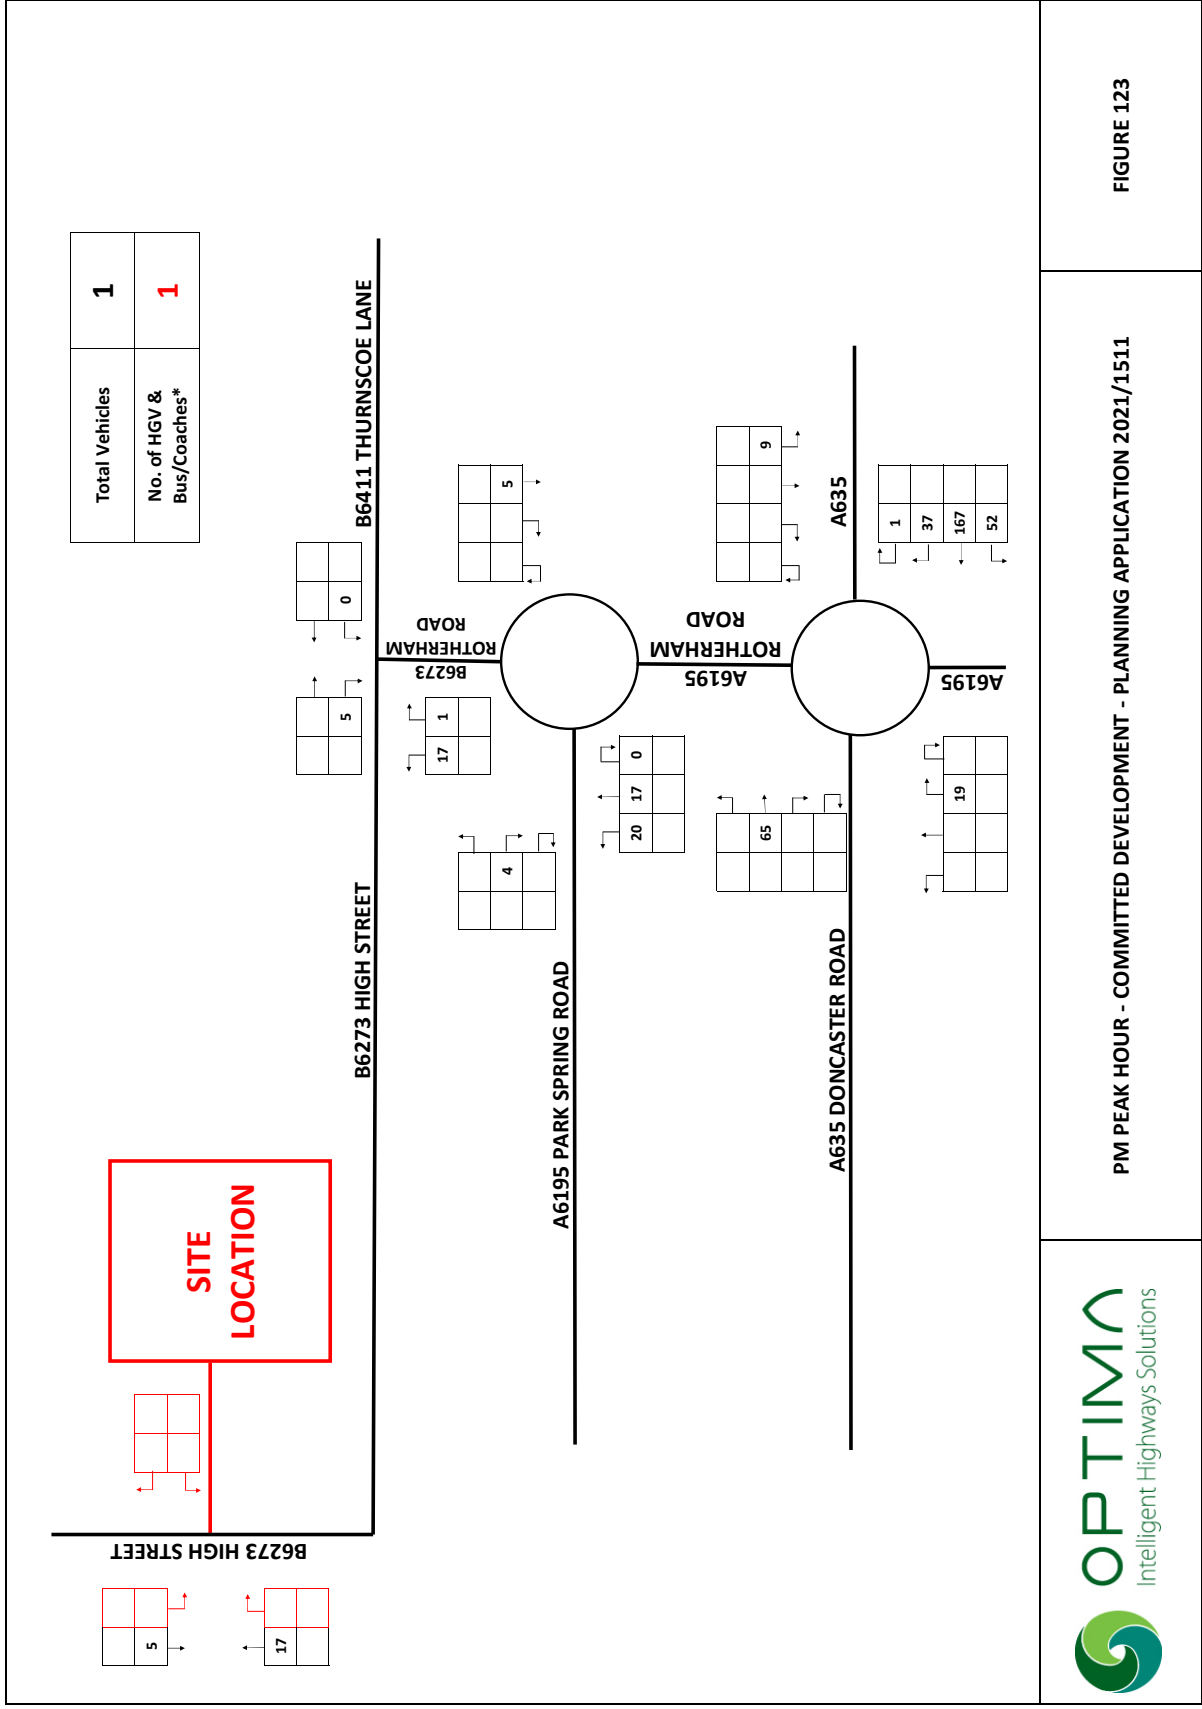 Total Vehicles
1
No. of HGV &
Bus/Coaches*
1
SITE
LOCATION
B6273 HIGH STREET
5
17
B6273 HIGH STREET
B6411 THURNSCOE LANE
5
0
17
1
B6273
ROTHERHAM
ROAD
4
5
A6195 PARK SPRING ROAD
20
17
0
A6195
ROTHERHAM
ROAD
65
9
A635 DONCASTER ROAD
A635
19
A6195
1
37
167
52
OPTIMA
Intelligent Highways Solutions
PM PEAK HOUR - COMMITTED DEVELOPMENT - PLANNING APPLICATION 2021/1511
FIGURE 123